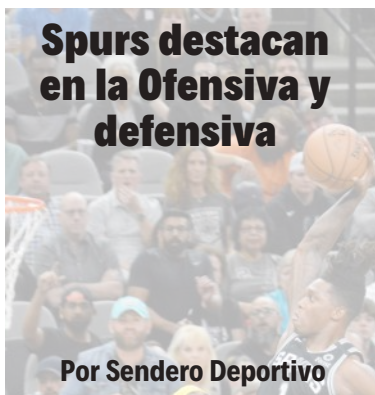 Spurs destacan
en la Ofensiva y
defensiva
Por Sendero Deportivo